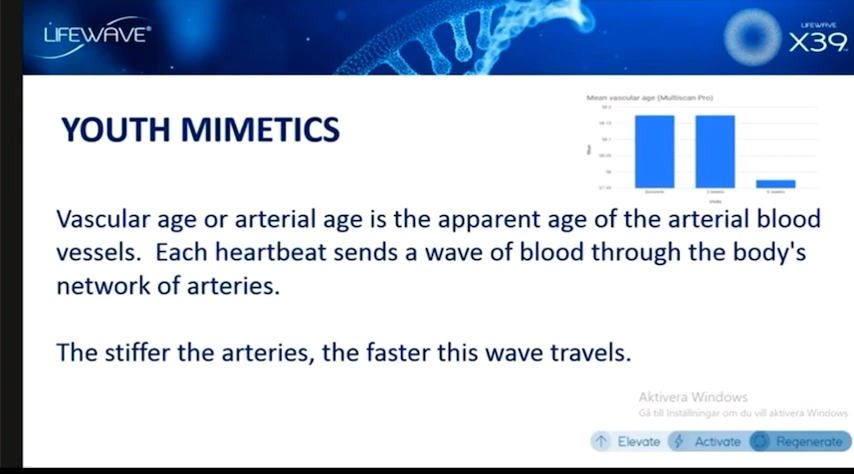 LIFEWAVE®
LIFEWAVE
X39
Mean vascular age (Multiscan Pro)
YOUTH MIMETICS
Vascular age or arterial age is the apparent age of the arterial blood
vessels. Each heartbeat sends a wave of blood through the body's
network of arteries.
The stiffer the arteries, the faster this wave travels.
Aktivera Windows
Gå till Inställningar om du vill aktivera Windows
Elevate
Activate
Regenerate